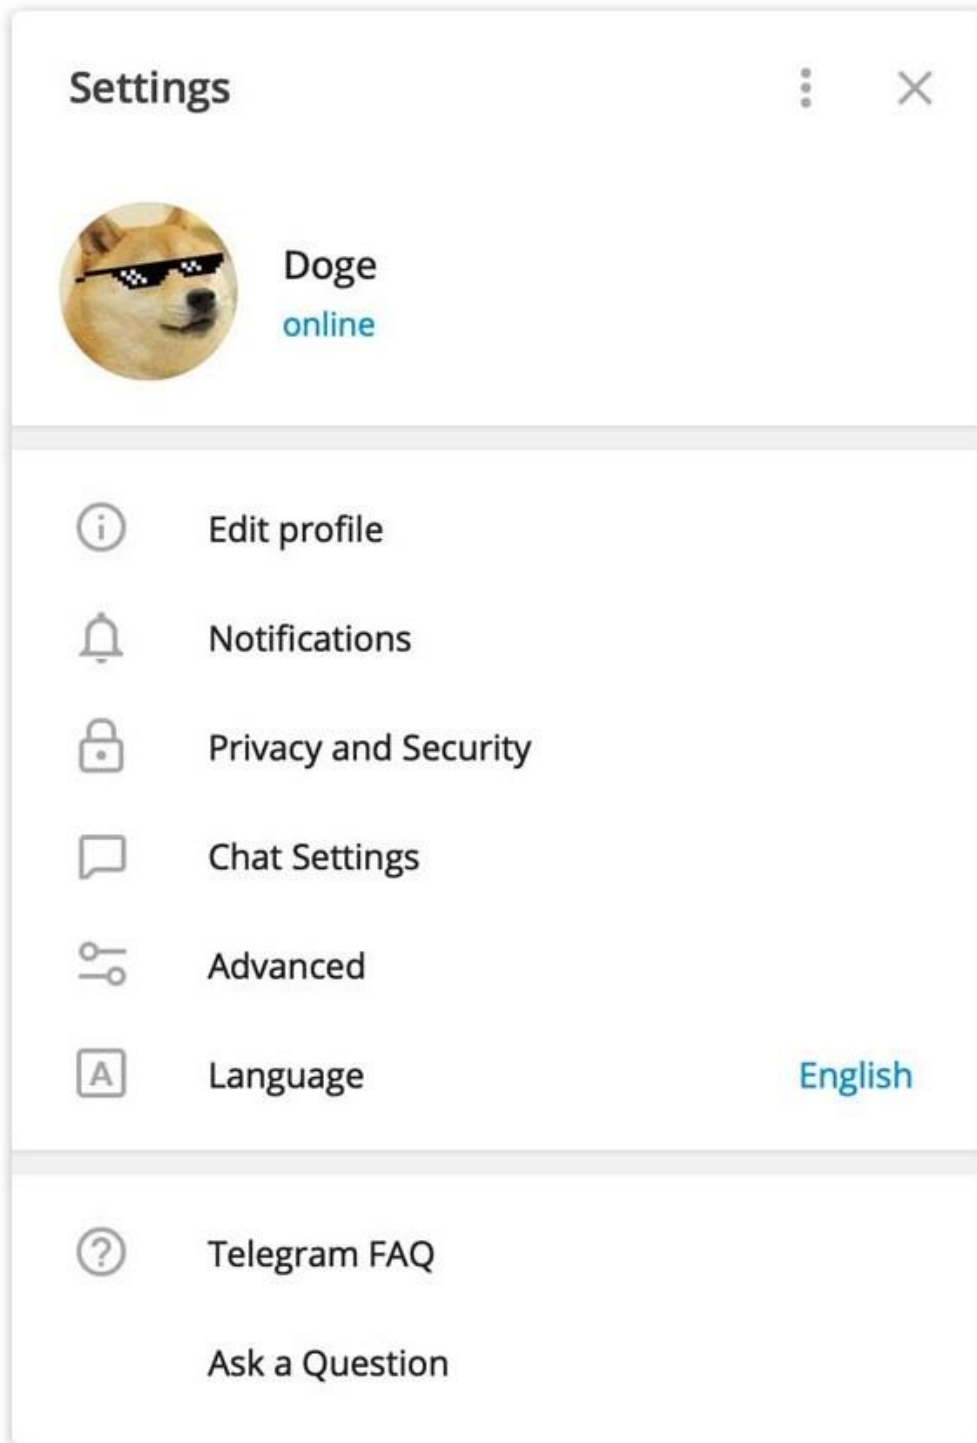 Settings
Doge
online
Edit profile
Notifications
Privacy and Security
Chat Settings
Advanced
A Language English
Telegram FAQ
Ask a Question